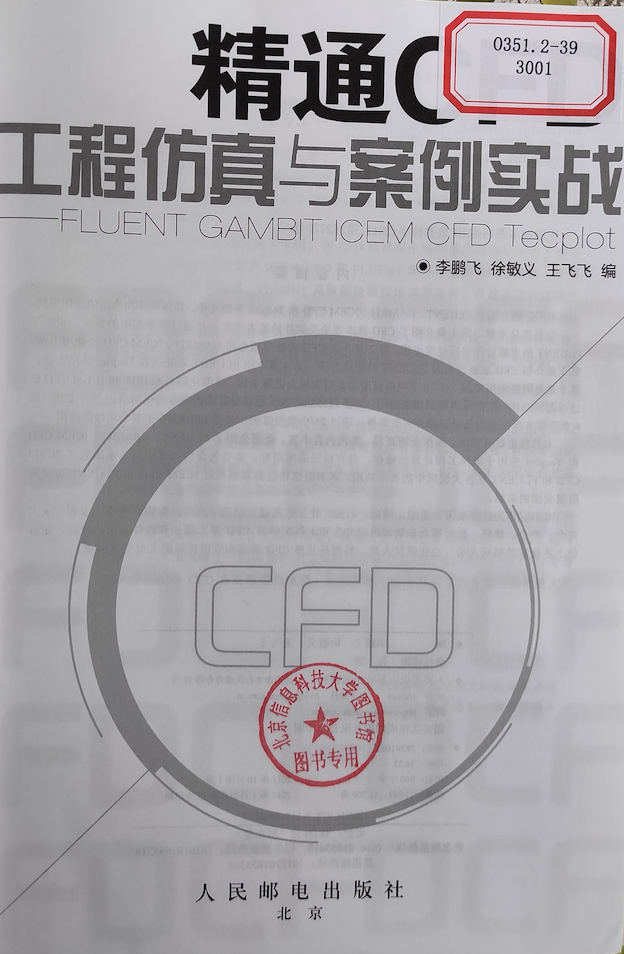 精通C
0351.2-39
3001
工程仿真与案例实战
FLUENT GAMBIT ICEM CFD Tecplot
李鹏飞 徐敏义 王飞飞 编
CFD
北京信息科技大学图书馆
图书专用
人民邮电出版社
北京